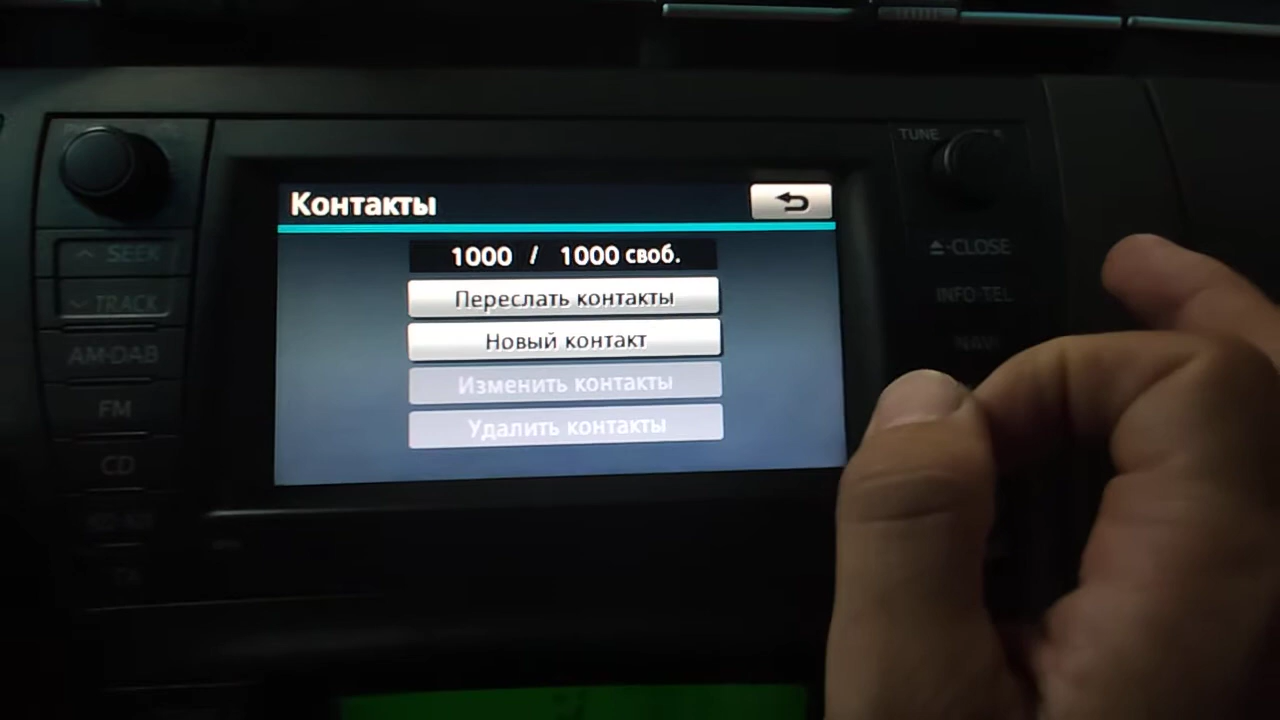 Контакты
1000 / 1000 своб.
Переслать контакты
Новый контакт
Изменить контакты
Удалить контакты
SEEK
TRACK
AM·DAB
FM
CD
TUNE
⏏-CLOSE
INFO·TEL
NAVI